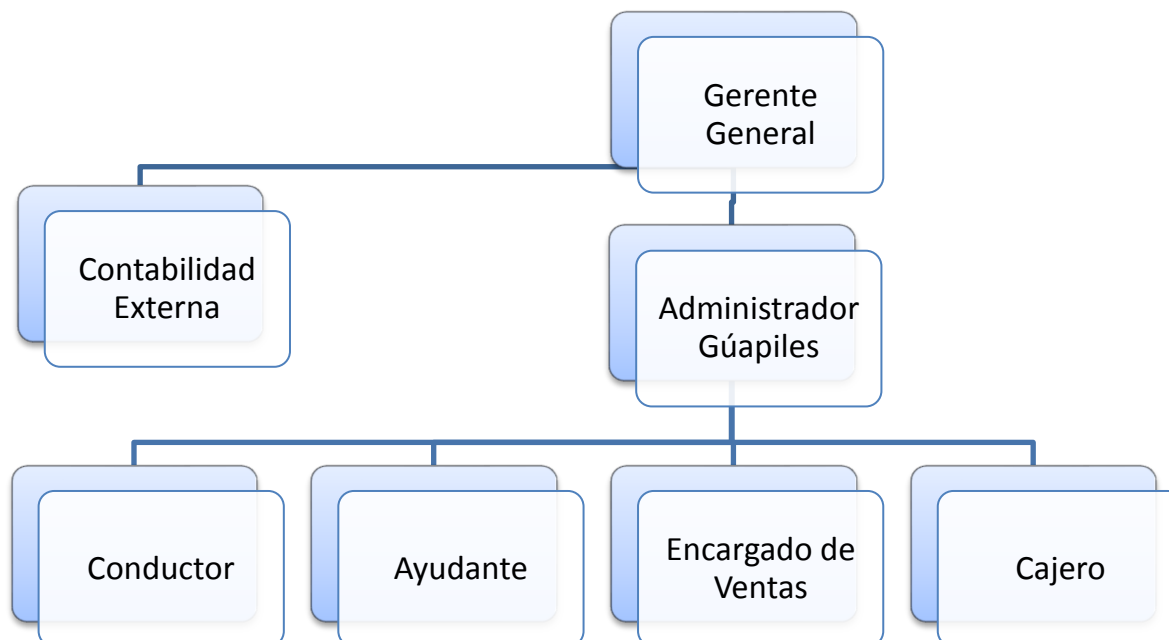 Gerente
General
Contabilidad
Externa
Administrador
Gúapiles
Conductor
Ayudante
Encargado de
Ventas
Cajero